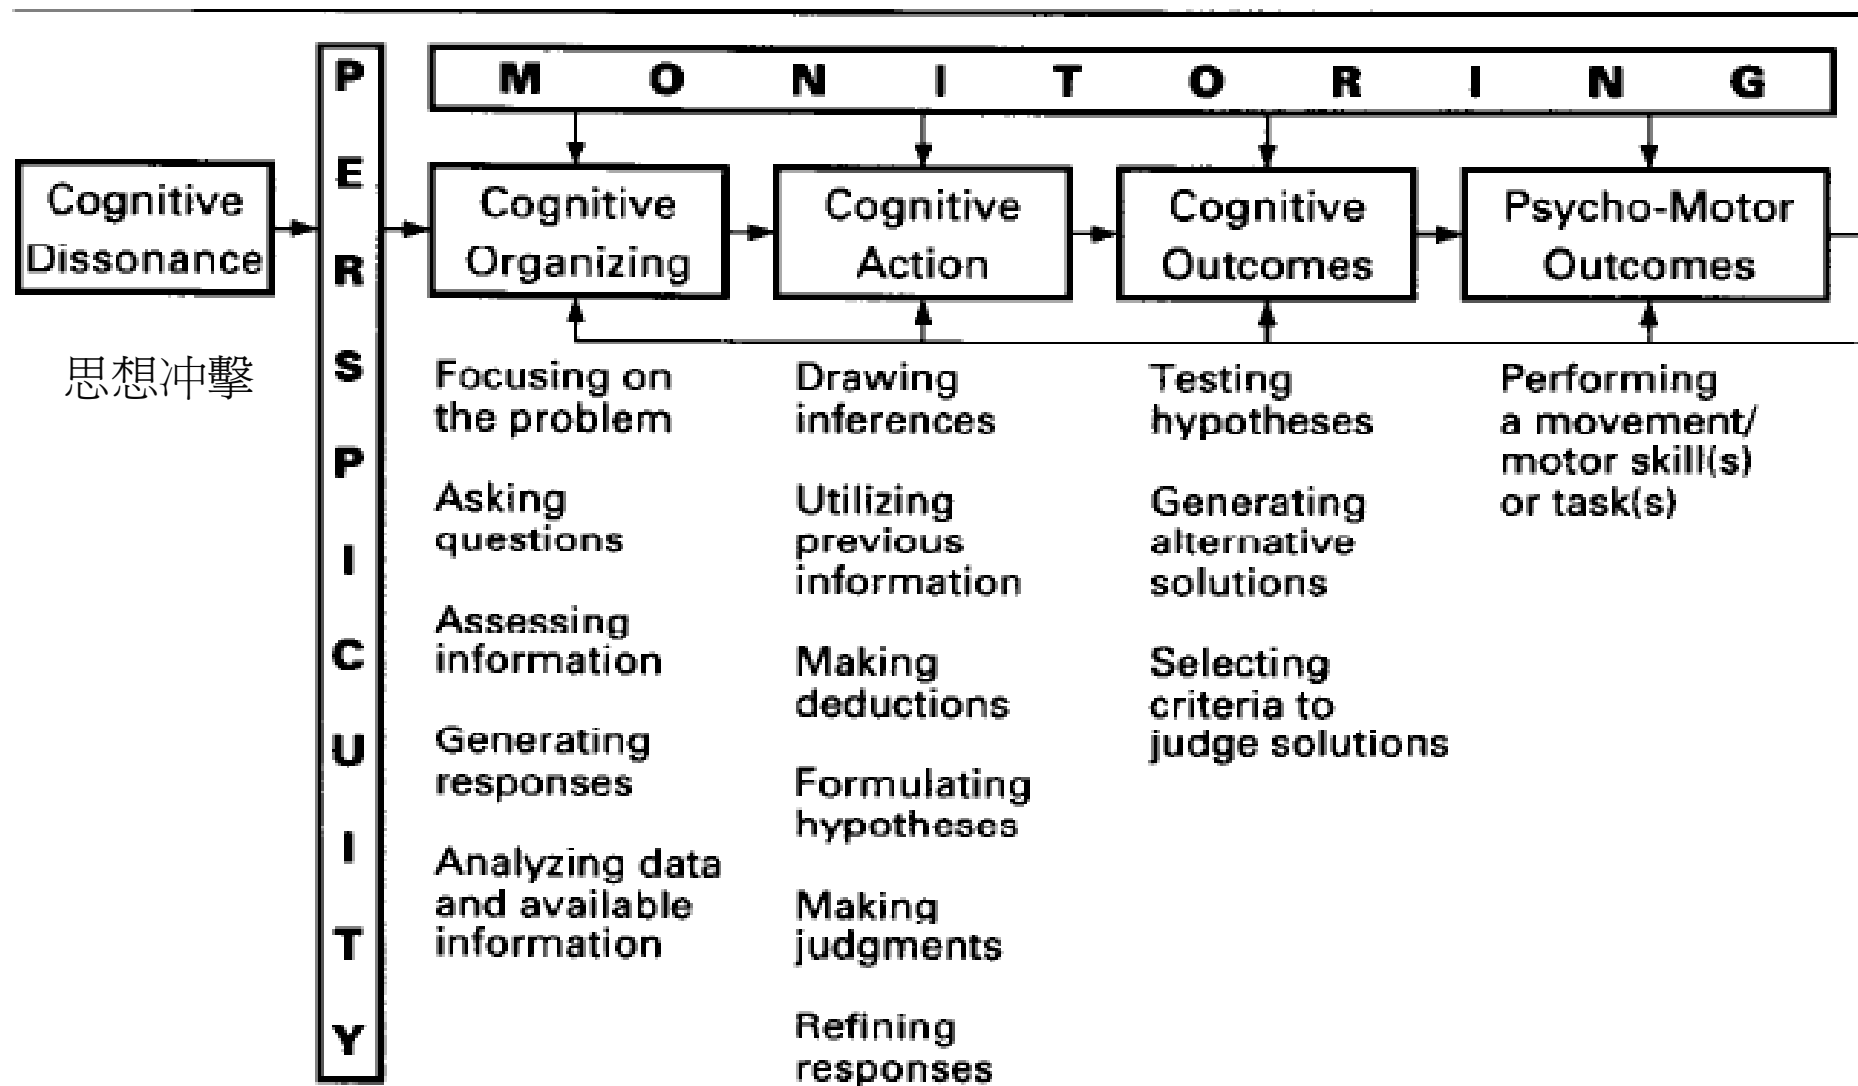 PERSPICUITY
MONITORING
Cognitive
Dissonance
思想冲擊
Cognitive
Organizing
Focusing on
the problem
Asking
questions
Assessing
information
Generating
responses
Analyzing data
and available
information
Cognitive
Action
Drawing
inferences
Utilizing
previous
information
Making
deductions
Formulating
hypotheses
Making
judgments
Refining
responses
Cognitive
Outcomes
Testing
hypotheses
Generating
alternative
solutions
Selecting
criteria to
judge solutions
Psycho-Motor
Outcomes
Performing
a movement/
motor skill(s)
or task(s)